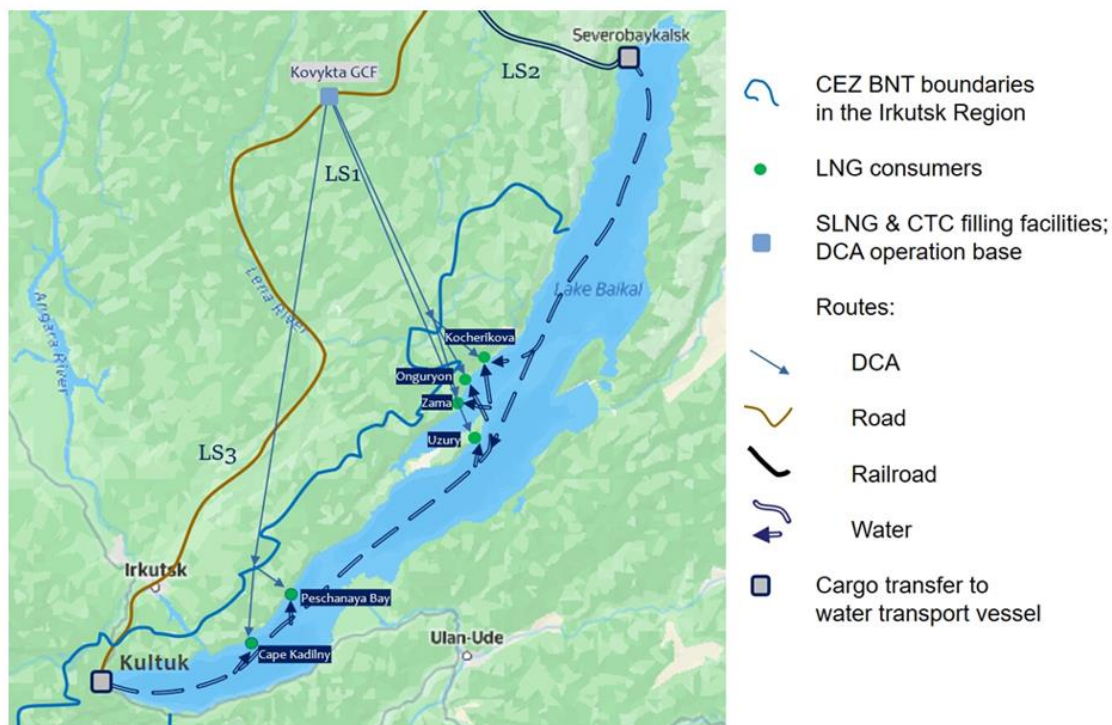 Severobaykalsk
LS2
Kovykta GCF
LS1
Lena River
Angara River
Lake Baikal
Kocherikova
Onguryon
Zama
Uzury
LS3
Irkutsk
Peschanaya Bay
Ulan-Ude
Cape Kadilny
Kultuk
CEZ BNT boundaries
in the Irkutsk Region
LNG consumers
SLNG & CTC filling facilities;
DCA operation base
Routes:
DCA
Road
Railroad
Water
Cargo transfer to
water transport vessel